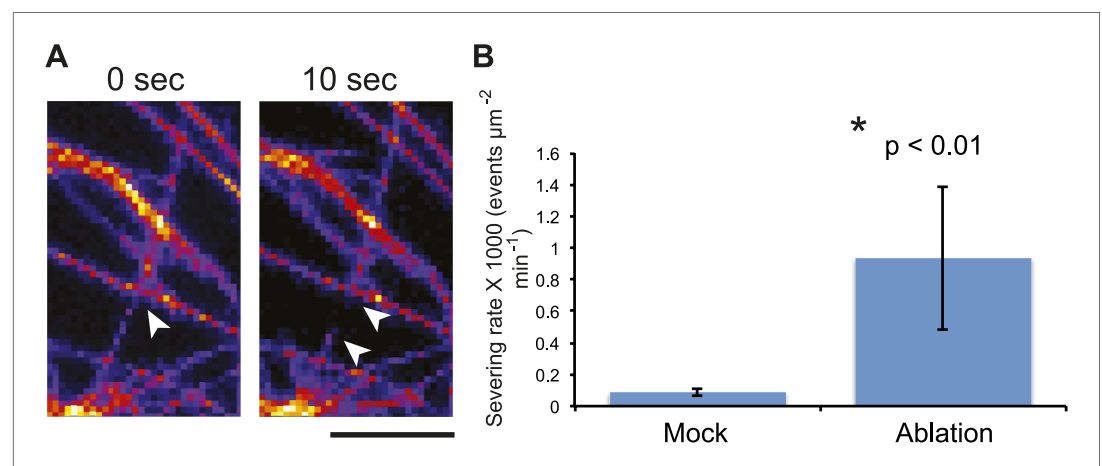 A
0 sec
10 sec
B
Severing rate X 1000 (events μm⁻²
min⁻¹)
* p < 0.01
1.6
1.4
1.2
1
0.8
0.6
0.4
0.2
0
Mock
Ablation